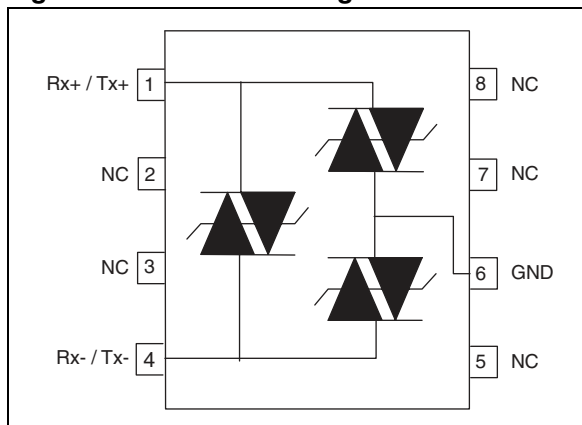 Rx+ / Tx+ 1
8 NC
NC 2
7 NC
NC 3
6 GND
Rx- / Tx- 4
5 NC